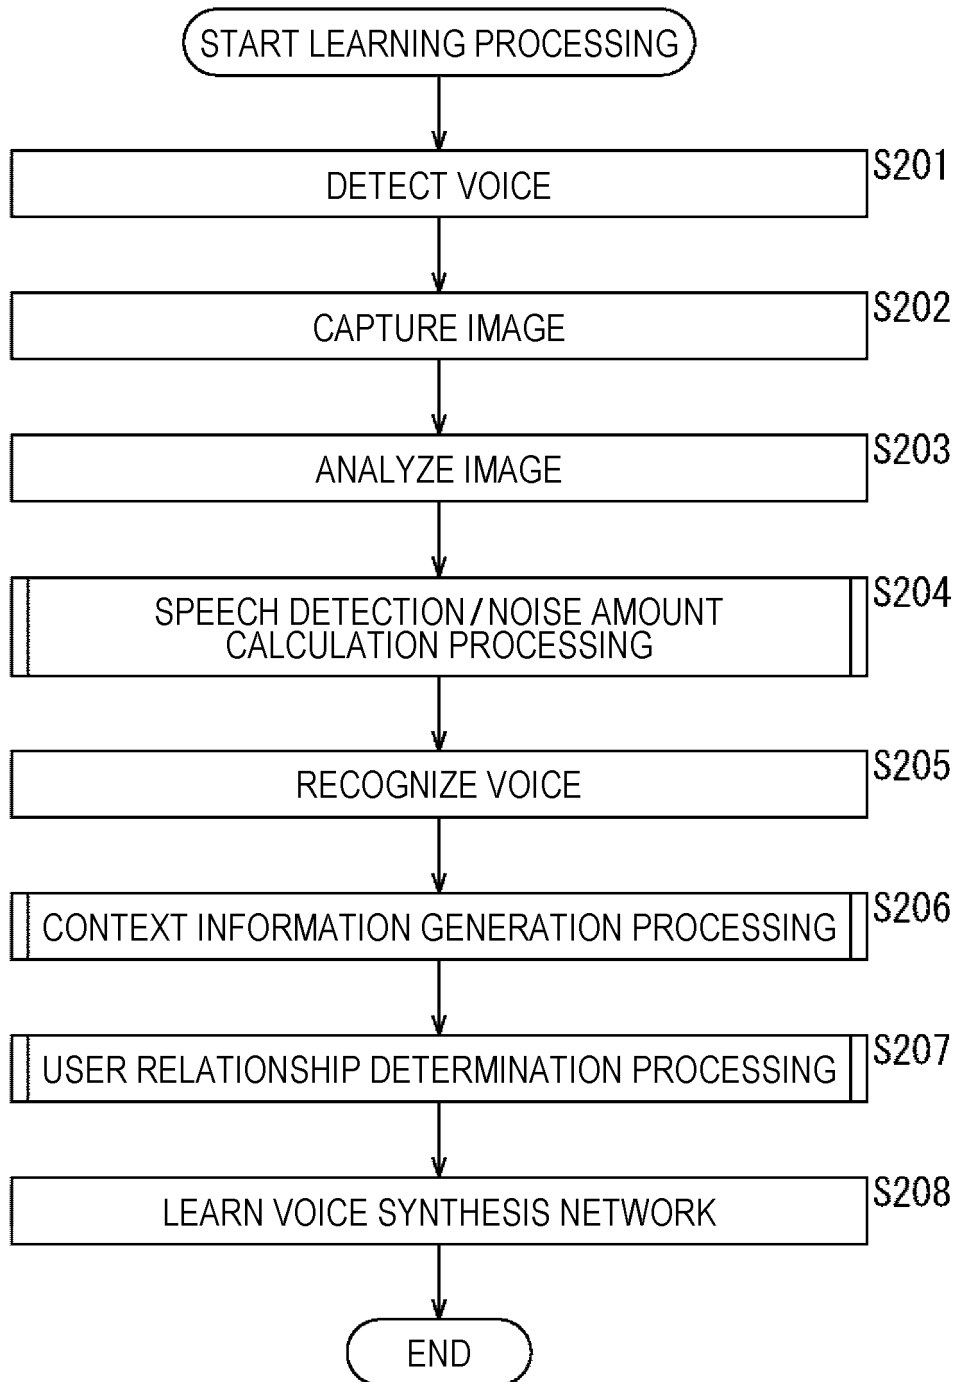 START LEARNING PROCESSING
S201
DETECT VOICE
S202
CAPTURE IMAGE
S203
ANALYZE IMAGE
S204
SPEECH DETECTION/NOISE AMOUNT
CALCULATION PROCESSING
S205
RECOGNIZE VOICE
S206
CONTEXT INFORMATION GENERATION PROCESSING
S207
USER RELATIONSHIP DETERMINATION PROCESSING
S208
LEARN VOICE SYNTHESIS NETWORK
END